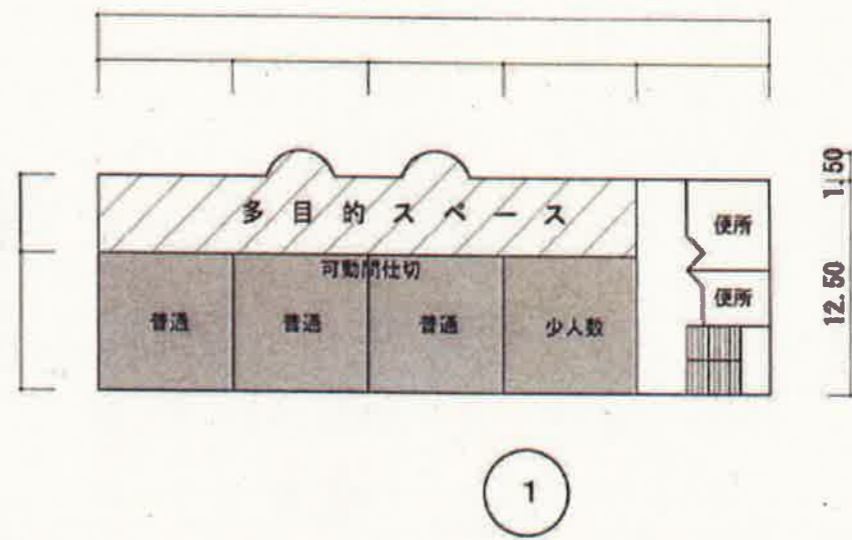 1.50
多目的スペース
便所
可動間仕切
便所
12.50
普通
普通
普通
少人数
1